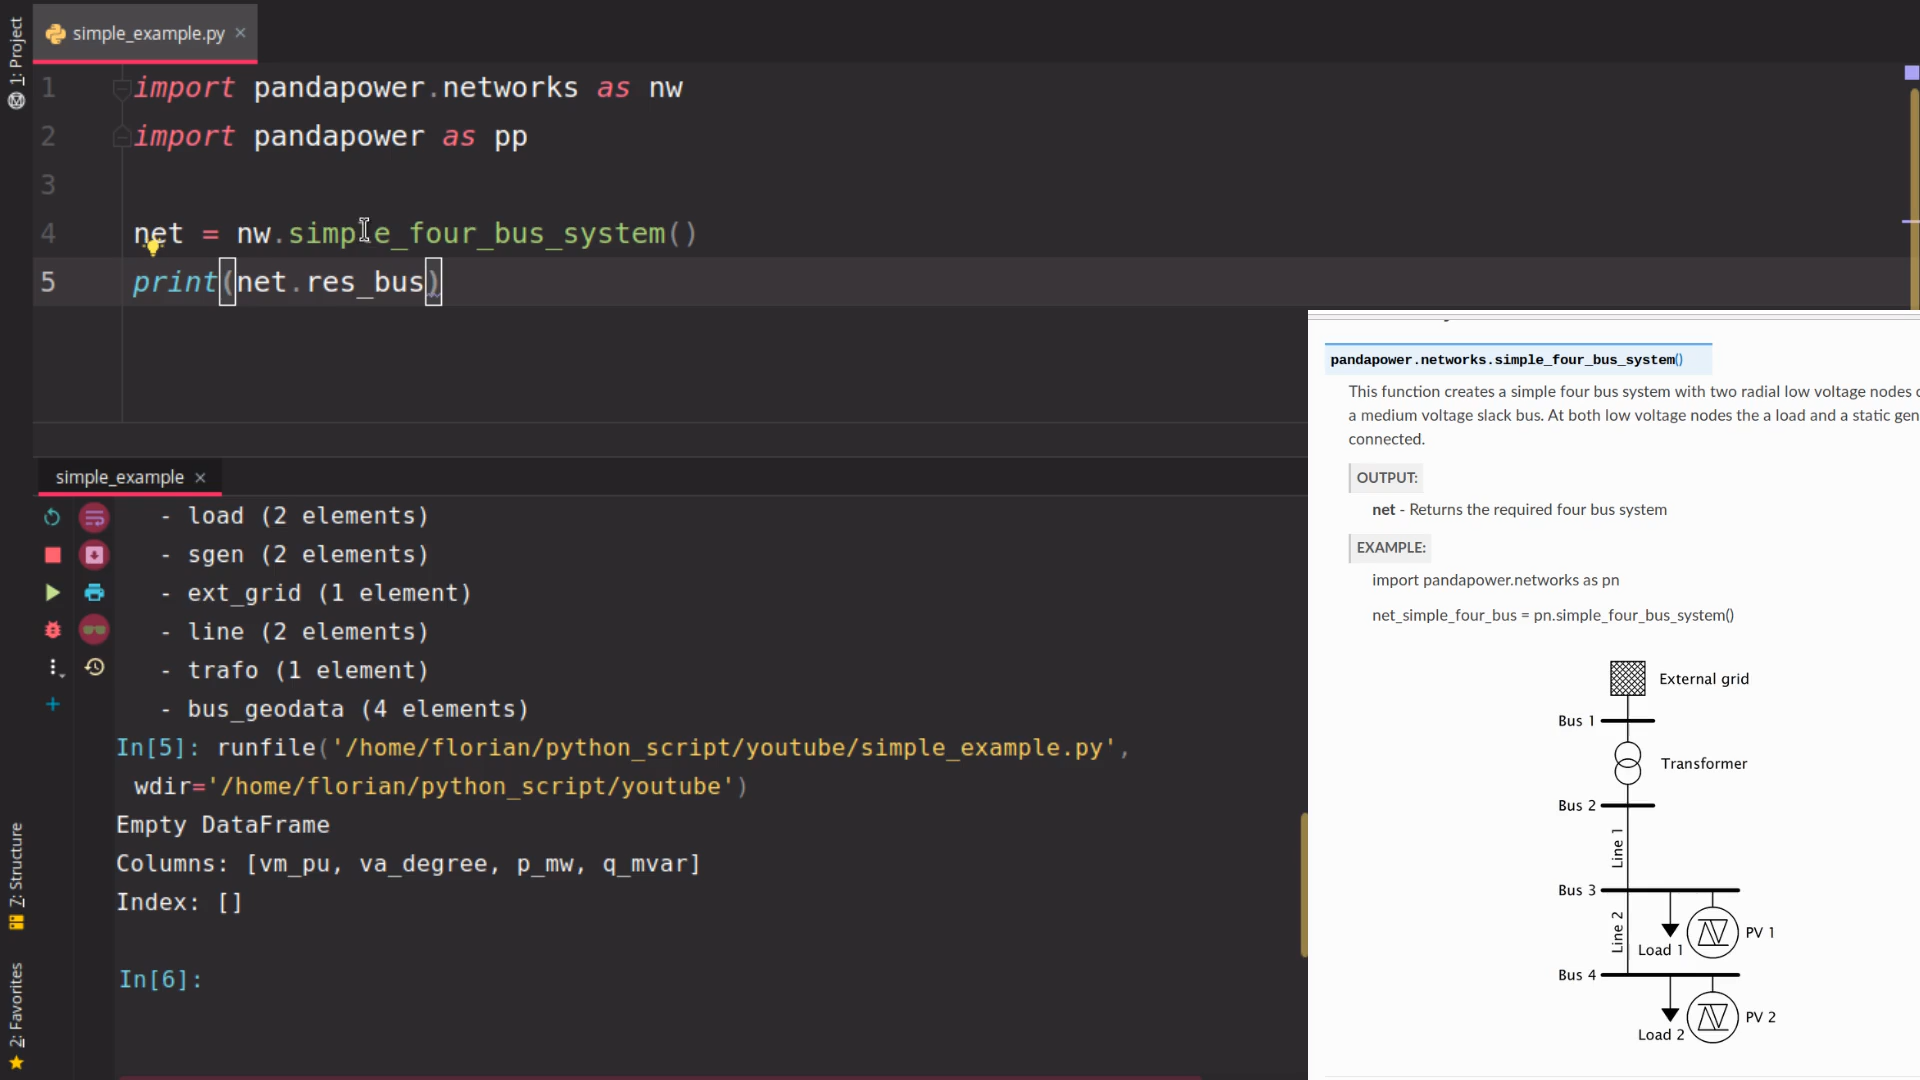 simple_example.py
1: Project
1 import pandapower.networks as nw
2 import pandapower as pp
3
4 net = nw.simple_four_bus_system()
5 print(net.res_bus)
simple_example
- load (2 elements)
- sgen (2 elements)
- ext_grid (1 element)
- line (2 elements)
- trafo (1 element)
- bus_geodata (4 elements)
In[5]: runfile('/home/florian/python_script/youtube/simple_example.py',
wdir='/home/florian/python_script/youtube')
Empty DataFrame
Columns: [vm_pu, va_degree, p_mw, q_mvar]
Index: []
In[6]:
7: Structure
2: Favorites
pandapower.networks.simple_four_bus_system()
This function creates a simple four bus system with two radial low voltage nodes
a medium voltage slack bus. At both low voltage nodes the a load and a static gen
connected.
OUTPUT:
net - Returns the required four bus system
EXAMPLE:
import pandapower.networks as pn
net_simple_four_bus = pn.simple_four_bus_system()
External grid
Bus 1
Transformer
Bus 2
Line 1
Bus 3
Line 2
Load 1
PV 1
Bus 4
Load 2
PV 2